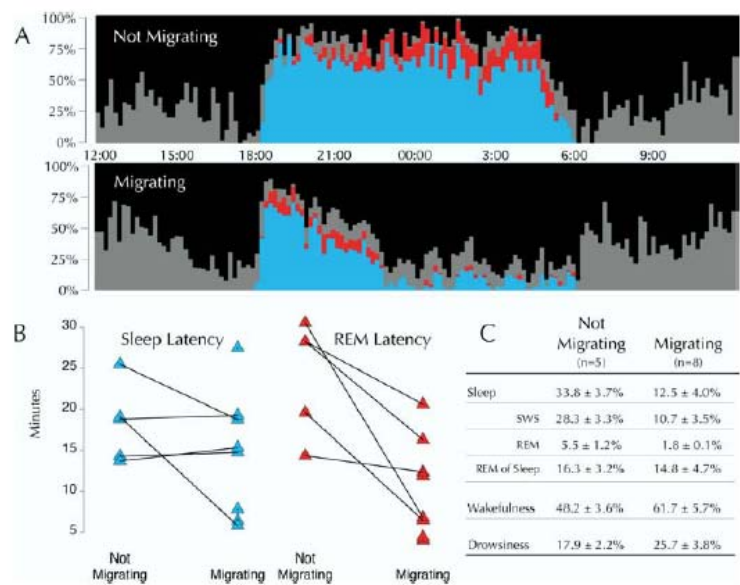 A
100%
75%
50%
25%
0%
Not Migrating
12:00 15:00 18:00 21:00 00:00 3:00 6:00 9:00
100%
75%
50%
25%
0%
Migrating
B
Sleep Latency
REM Latency
Minutes
30
25
20
15
10
5
Not
Migrating
Migrating
Not
Migrating
Migrating
C
Not
Migrating
(n=5)
Migrating
(n=8)
Sleep 33.8 ± 3.7% 12.5 ± 4.0%
SWS 28.3 ± 3.3% 10.7 ± 3.5%
REM 5.5 ± 1.2% 1.8 ± 0.1%
REM of Sleep 16.3 ± 3.2% 14.8 ± 4.7%
Wakefulness 48.2 ± 3.6% 61.7 ± 5.7%
Drowsiness 17.9 ± 2.2% 25.7 ± 3.8%